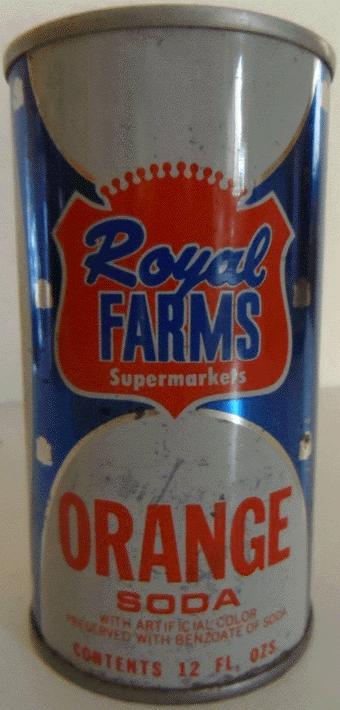 Royal
FARMS
Supermarkets
ORANGE
SODA
WITH ARTIFICIAL COLOR
PRESERVED WITH BENZOATE OF SODA
CONTENTS 12 FL. OZS.